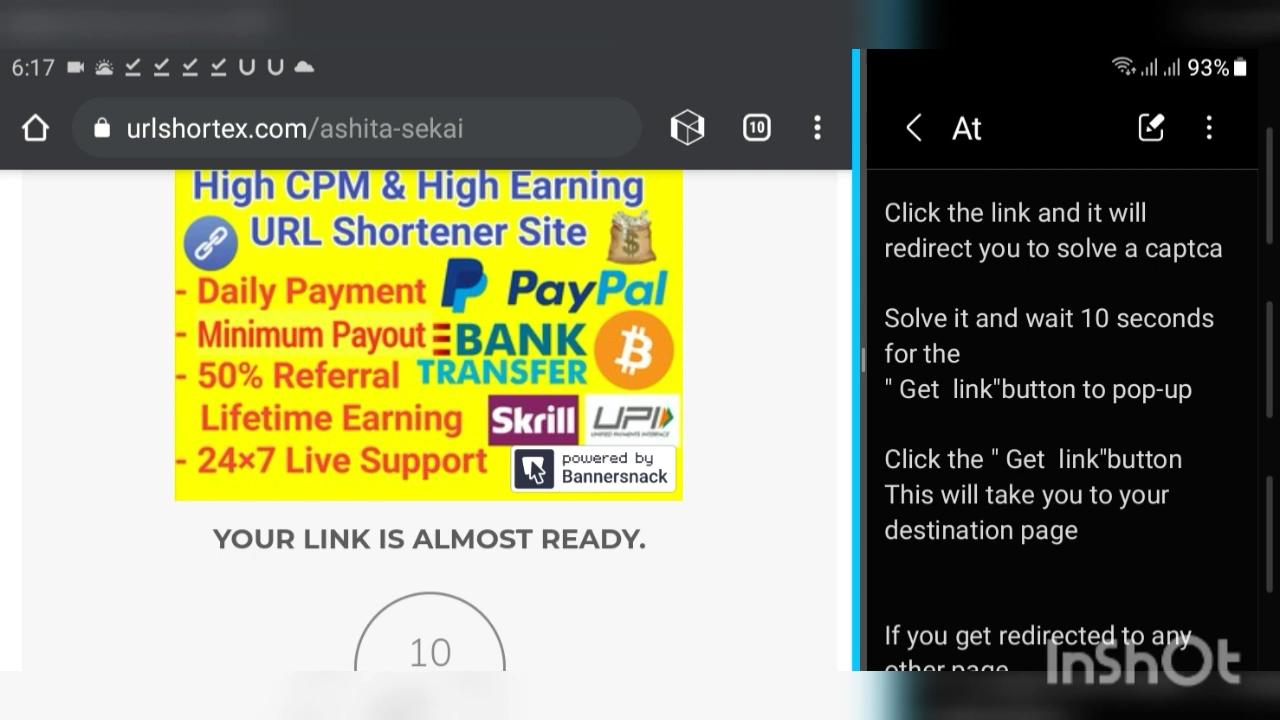 6:17
urlshortex.com/ashita-sekai
10
High CPM & High Earning
URL Shortener Site
- Daily Payment
PayPal
- Minimum Payout
BANK
- 50% Referral
TRANSFER
Lifetime Earning
Skrill
UPI
UNIFIED PAYMENTS INTERFACE
- 24×7 Live Support
powered by
Bannersnack
YOUR LINK IS ALMOST READY.
10
93%
At
Click the link and it will
redirect you to solve a captca
Solve it and wait 10 seconds
for the
" Get link"button to pop-up
Click the " Get link"button
This will take you to your
destination page
If you get redirected to any
other page
InShOt